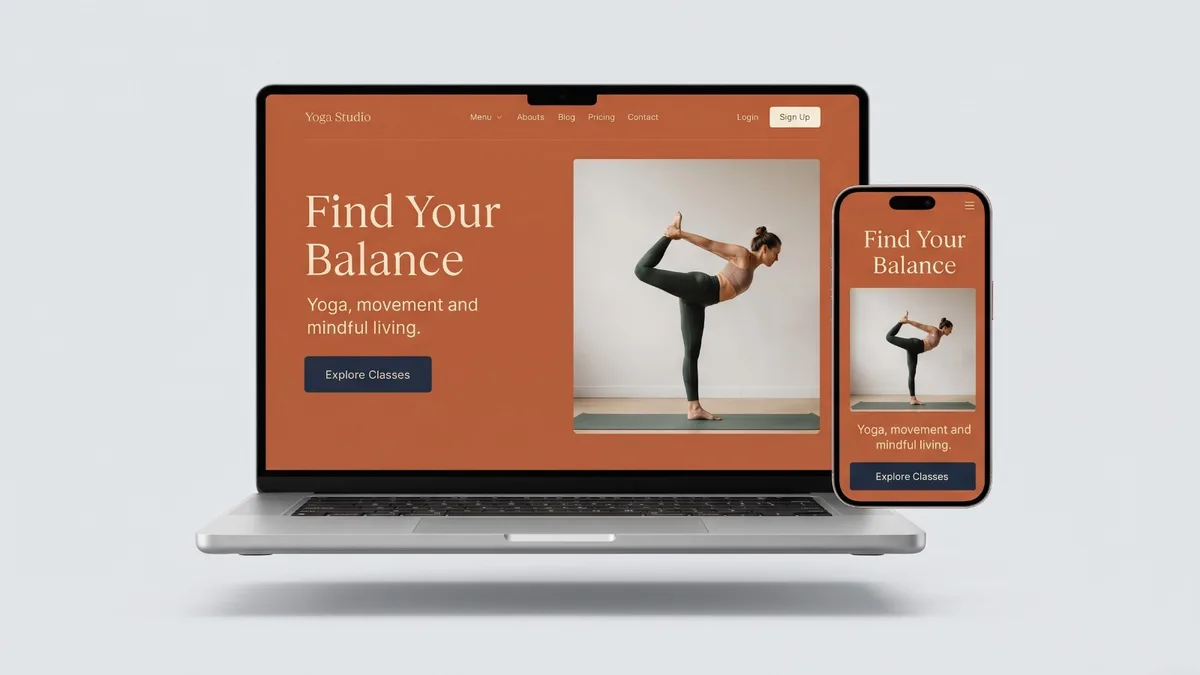 Yoga Studio
Menu Abouts Blog Pricing Contact
Login Sign Up
Find Your
Balance
Yoga, movement and
mindful living.
Explore Classes
Find Your
Balance
Yoga, movement and
mindful living.
Explore Classes